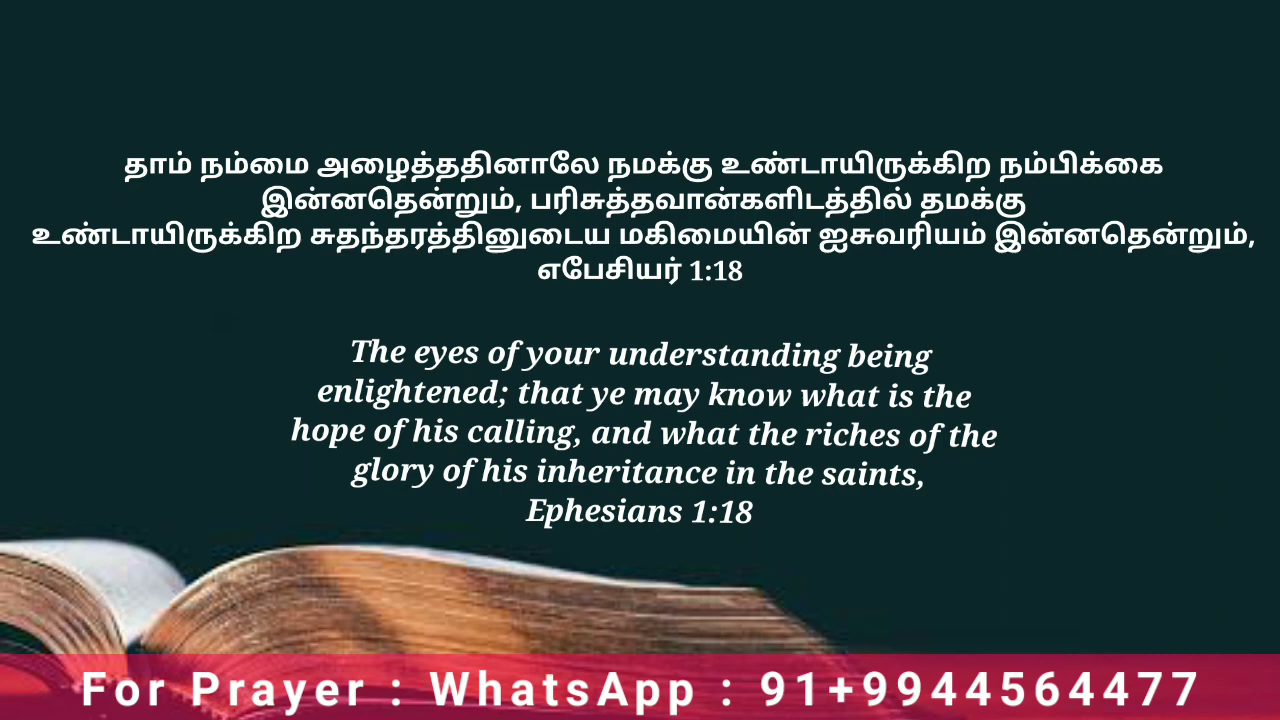 தாம் நம்மை அழைத்ததினாலே நமக்கு உண்டாயிருக்கிற நம்பிக்கை
இன்னதென்றும், பரிசுத்தவான்களிடத்தில் தமக்கு
உண்டாயிருக்கிற சுதந்தரத்தினுடைய மகிமையின் ஐசுவரியம் இன்னதென்றும்,
எபேசியர் 1:18
The eyes of your understanding being
enlightened; that ye may know what is the
hope of his calling, and what the riches of the
glory of his inheritance in the saints,
Ephesians 1:18
For Prayer : WhatsApp : 91+9944564477